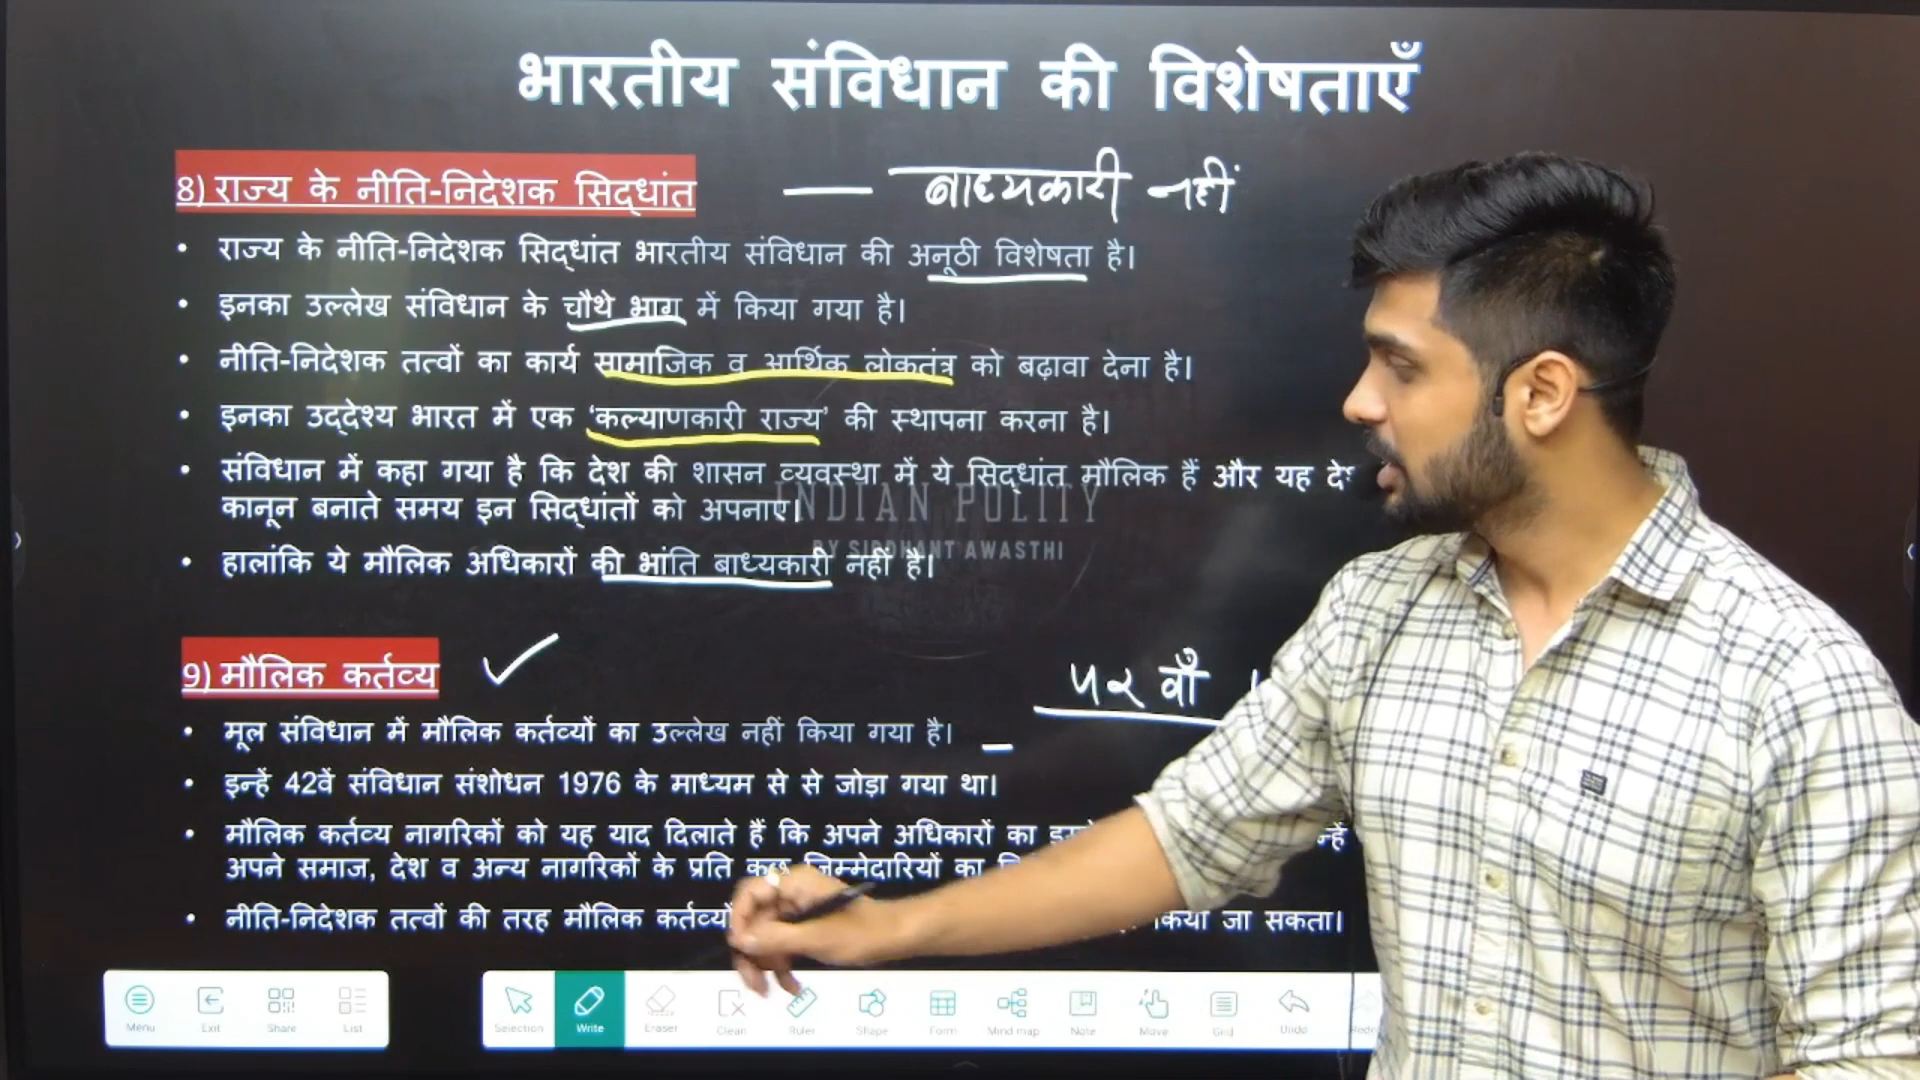 भारतीय संविधान की विशेषताएँ
8) राज्य के नीति-निदेशक सिद्धांत
बाध्यकारी नहीं
• राज्य के नीति-निदेशक सिद्धांत भारतीय संविधान की अनूठी विशेषता है।
• इनका उल्लेख संविधान के चौथे भाग में किया गया है।
• नीति-निदेशक तत्वों का कार्य सामाजिक व आर्थिक लोकतंत्र को बढ़ावा देना है।
• इनका उद्देश्य भारत में एक ‘कल्याणकारी राज्य’ की स्थापना करना है।
• संविधान में कहा गया है कि देश की शासन व्यवस्था में ये सिद्धांत मौलिक हैं और यह
कानून बनाते समय इन सिद्धांतों को अपनाए।
INDIAN POLITY
BY SIDDHANT AWASTHI
• हालांकि ये मौलिक अधिकारों की भांति बाध्यकारी नहीं है।
9) मौलिक कर्तव्य
वाँ
• मूल संविधान में मौलिक कर्तव्यों का उल्लेख नहीं किया गया है।
• इन्हें 42वें संविधान संशोधन 1976 के माध्यम से से जोड़ा गया था।
• मौलिक कर्तव्य नागरिकों को यह याद दिलाते हैं कि अपने अधिकारों का
अपने समाज, देश व अन्य नागरिकों के प्रति कुछ जिम्मेदारियों का
• नीति-निदेशक तत्वों की तरह मौलिक कर्तव्यों किया जा सकता।
Menu Exit Share List Selection Write Eraser Clean Ruler Shape Form Mind map Note Move Grid Undo